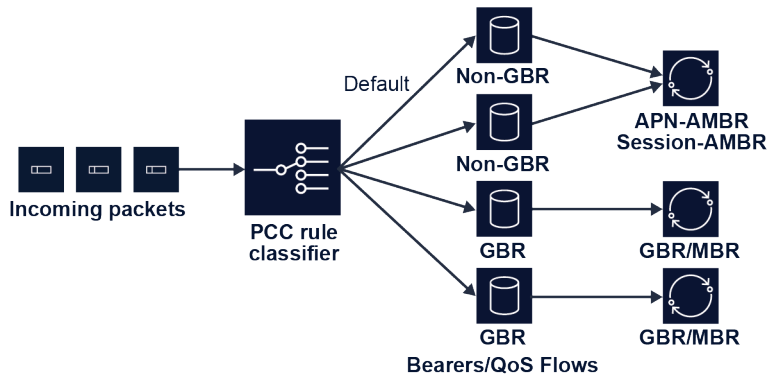 Default
Non-GBR
APN-AMBR
Session-AMBR
Non-GBR
Incoming packets
PCC rule
classifier
GBR
GBR/MBR
GBR
GBR/MBR
Bearers/QoS Flows